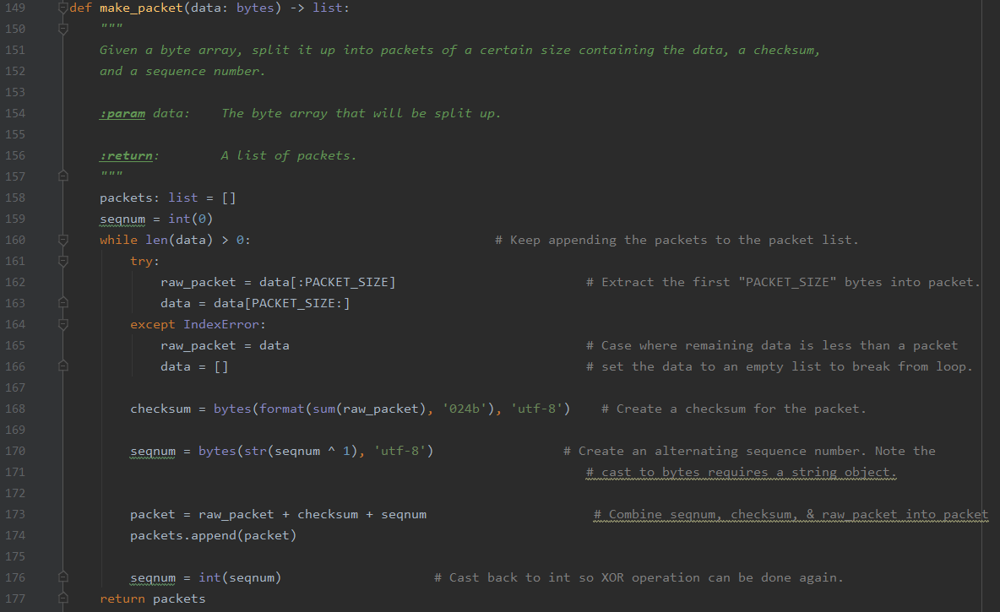 149 def make_packet(data: bytes) -> list:
150     """
151     Given a byte array, split it up into packets of a certain size containing the data, a checksum,
152     and a sequence number.
153
154     :param data:    The byte array that will be split up.
155
156     :return:        A list of packets.
157     """
158     packets: list = []
159     seqnum = int(0)
160     while len(data) > 0:                                # Keep appending the packets to the packet list.
161         try:
162             raw_packet = data[:PACKET_SIZE]                         # Extract the first "PACKET_SIZE" bytes into packet.
163             data = data[PACKET_SIZE:]
164         except IndexError:
165             raw_packet = data                                       # Case where remaining data is less than a packet
166             data = []                                               # set the data to an empty list to break from loop.
167
168         checksum = bytes(format(sum(raw_packet), '024b'), 'utf-8')    # Create a checksum for the packet.
169
170         seqnum = bytes(str(seqnum ^ 1), 'utf-8')                 # Create an alternating sequence number. Note the
171                                                                     # cast to bytes requires a string object.
172
173         packet = raw_packet + checksum + seqnum                      # Combine seqnum, checksum, & raw_packet into packet
174         packets.append(packet)
175
176         seqnum = int(seqnum)                    # Cast back to int so XOR operation can be done again.
177     return packets